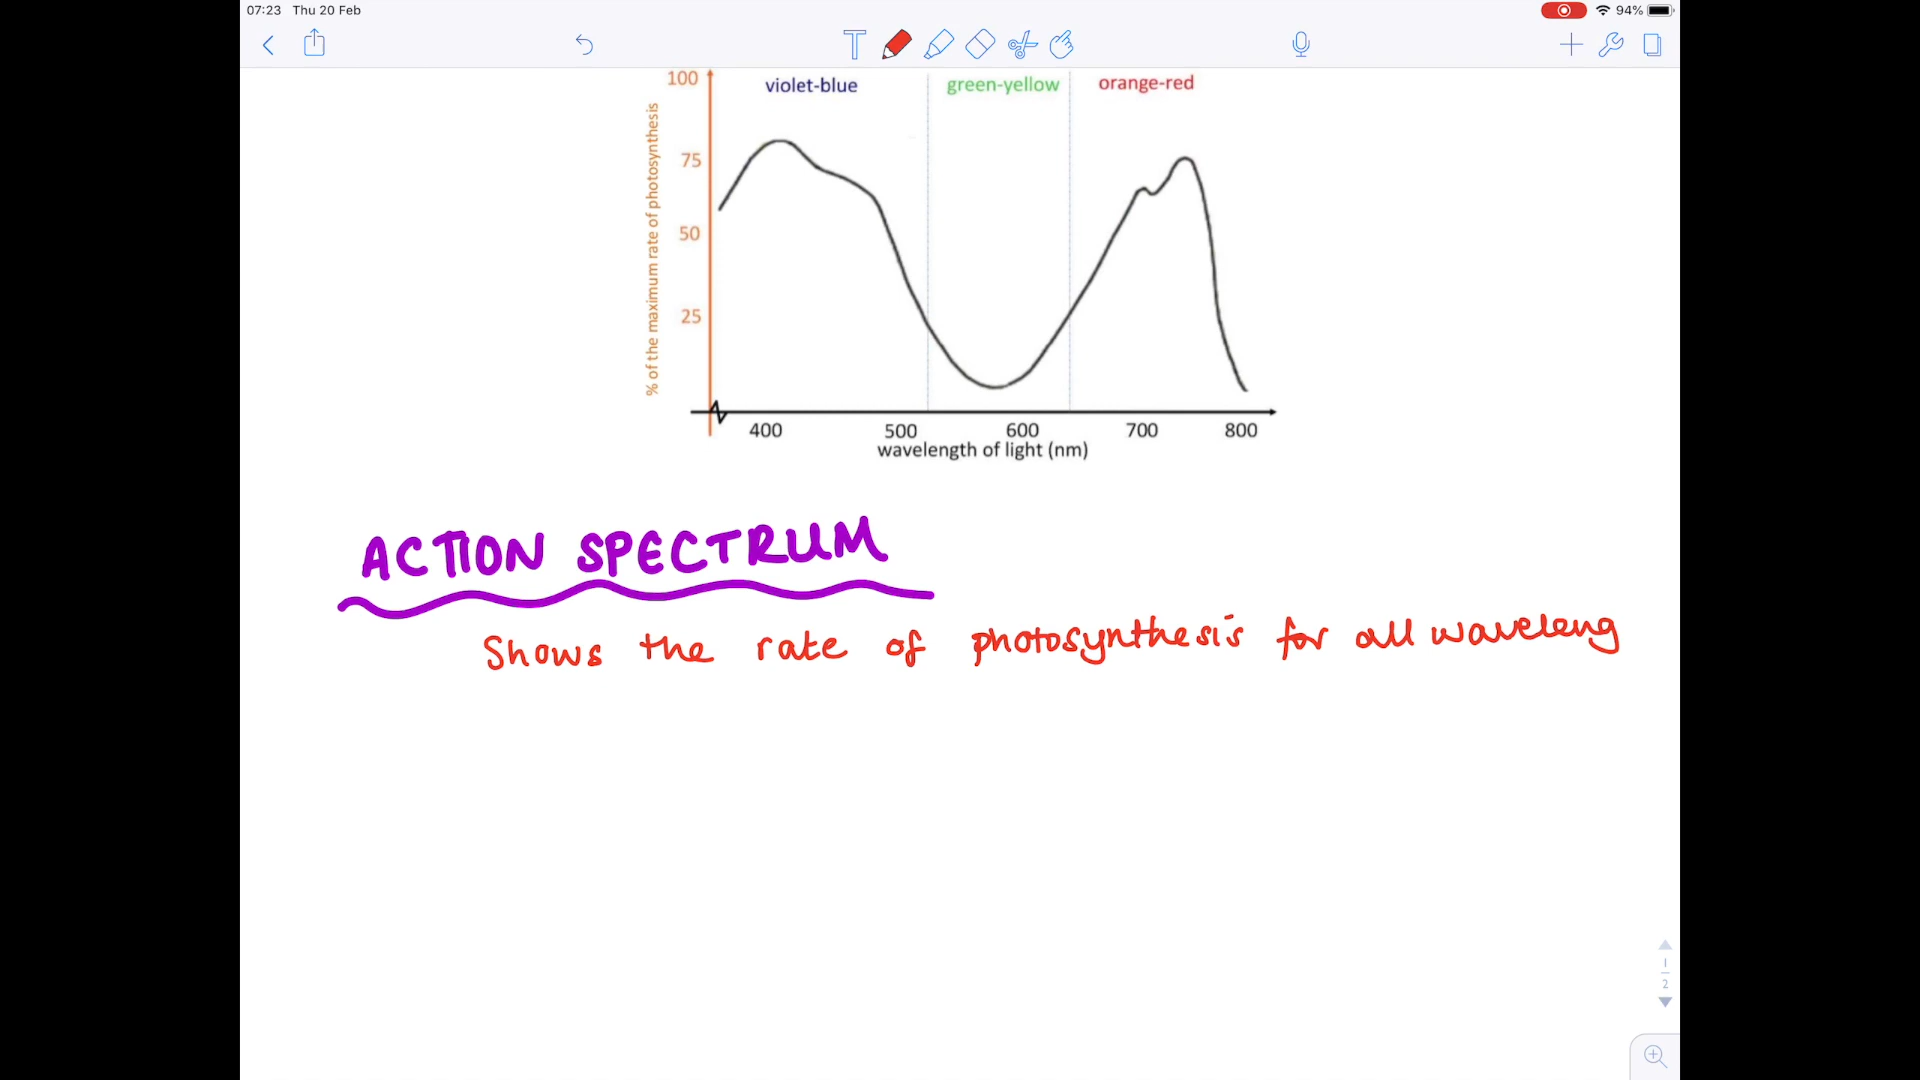 07:23 Thu 20 Feb
94%
T
100 violet-blue green-yellow orange-red
% of the maximum rate of photosynthesis
75
50
25
400 500 600 700 800
wavelength of light (nm)
ACTION SPECTRUM
Shows the rate of photosynthesis for all waveleng
1
2